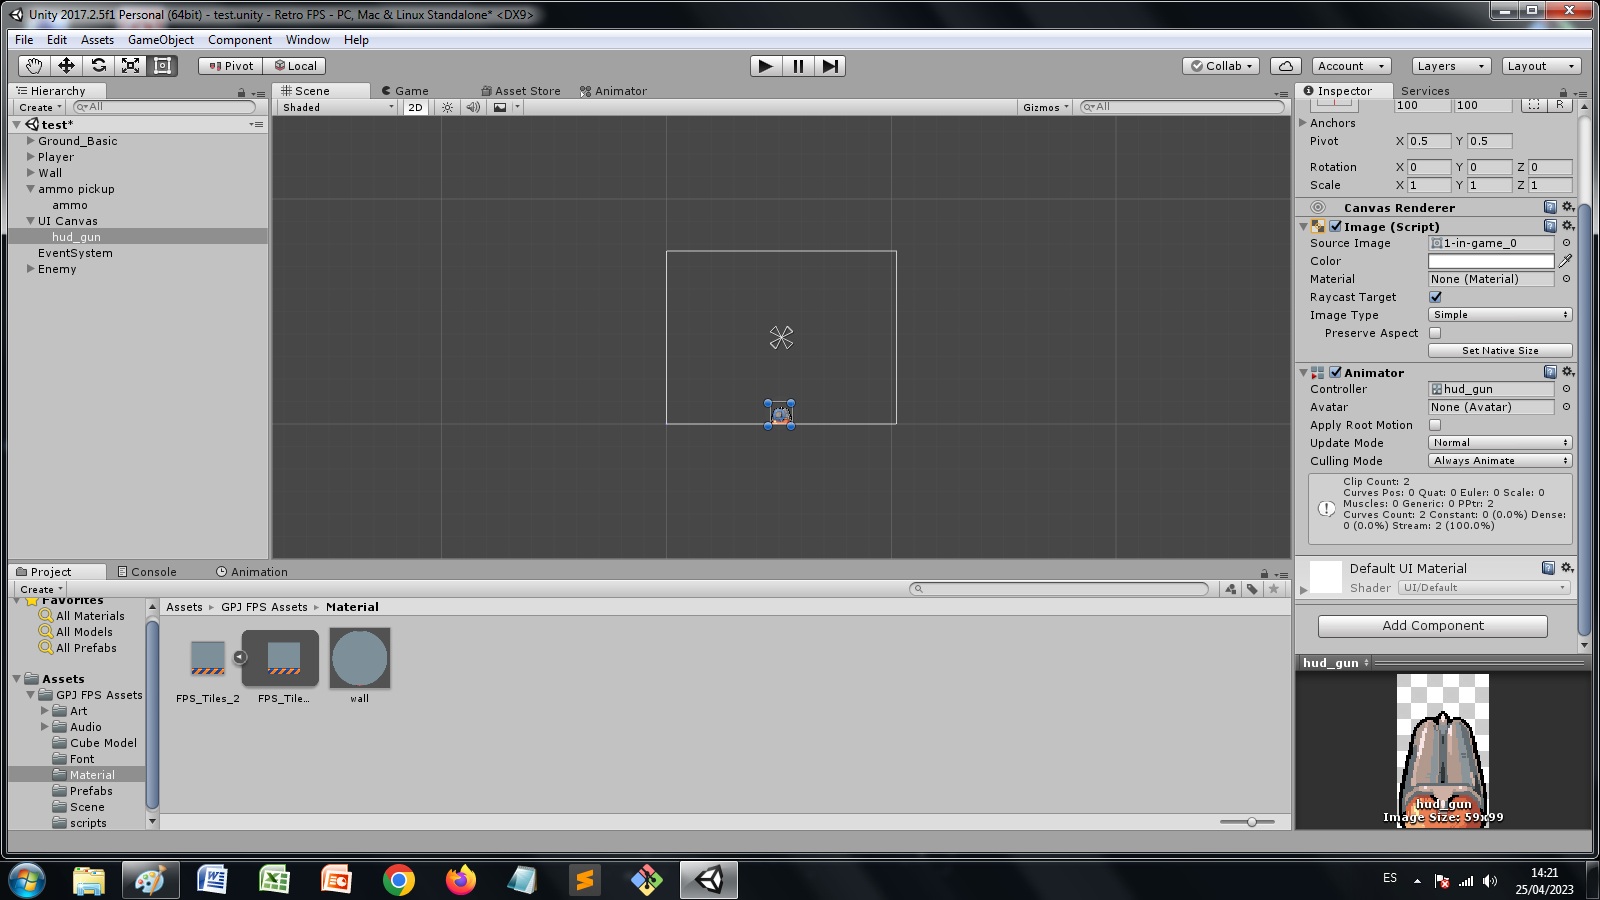 Unity 2017.2.5f1 Personal (64bit) - test.unity - Retro FPS - PC, Mac & Linux Standalone* <DX9>
File Edit Assets GameObject Component Window Help
Pivot Local Collab Account Layers Layout
Hierarchy
Create All
test*
Ground_Basic
Player
Wall
ammo pickup
ammo
UI Canvas
hud_gun
EventSystem
Enemy
Scene Game Asset Store Animator
Shaded 2D Gizmos All
Inspector Services
100 100 R
Anchors
Pivot X 0.5 Y 0.5
Rotation X 0 Y 0 Z 0
Scale X 1 Y 1 Z 1
Canvas Renderer
Image (Script)
Source Image 1-in-game_0
Color
Material None (Material)
Raycast Target
Image Type Simple
Preserve Aspect
Set Native Size
Animator
Controller hud_gun
Avatar None (Avatar)
Apply Root Motion
Update Mode Normal
Culling Mode Always Animate
Clip Count: 2
Curves Pos: 0 Quat: 0 Euler: 0 Scale: 0
Muscles: 0 Generic: 0 PPtr: 2
Curves Count: 2 Constant: 0 (0.0%) Dense:
0 (0.0%) Stream: 2 (100.0%)
Default UI Material
Shader UI/Default
Add Component
hud_gun
hud_gun
Image Size: 59x99
Project Console Animation
Create
Favorites
All Materials
All Models
All Prefabs
Assets
GPJ FPS Assets
Art
Audio
Cube Model
Font
Material
Prefabs
Scene
scripts
Assets GPJ FPS Assets Material
FPS_Tiles_2 FPS_Tile... wall
ES
14:21
25/04/2023